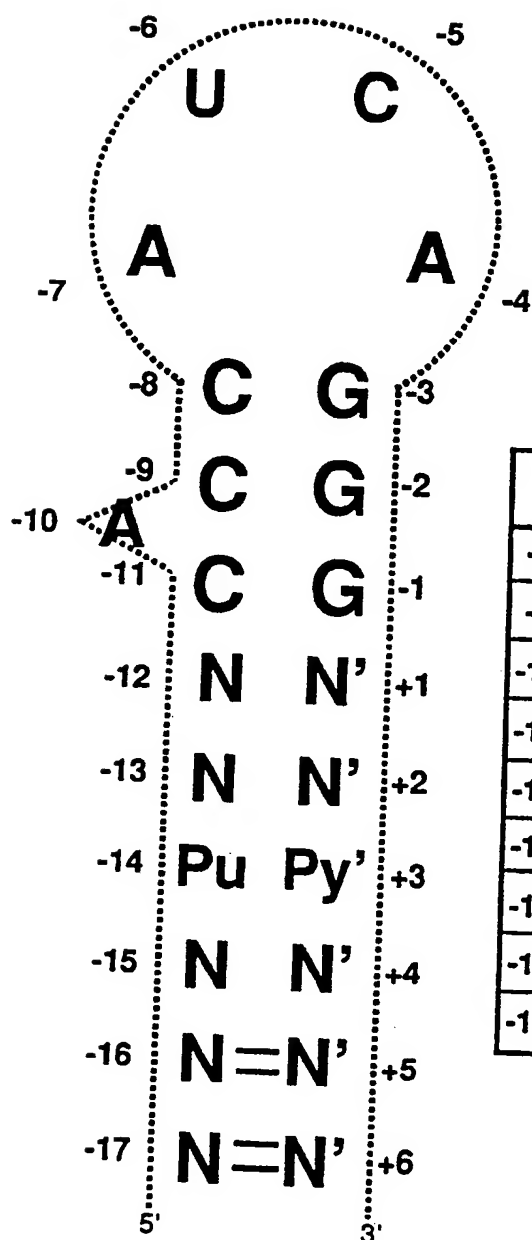 -6 -5
U C
A A
-7 -4
-8 C G -3
-9 C G -2
-10 A
-11 C G -1
-12 N N’ +1
-13 N N’ +2
-14 Pu Py’ +3
-15 N N’ +4
-16 N=N’ +5
-17 N=N’ +6
5' 3'